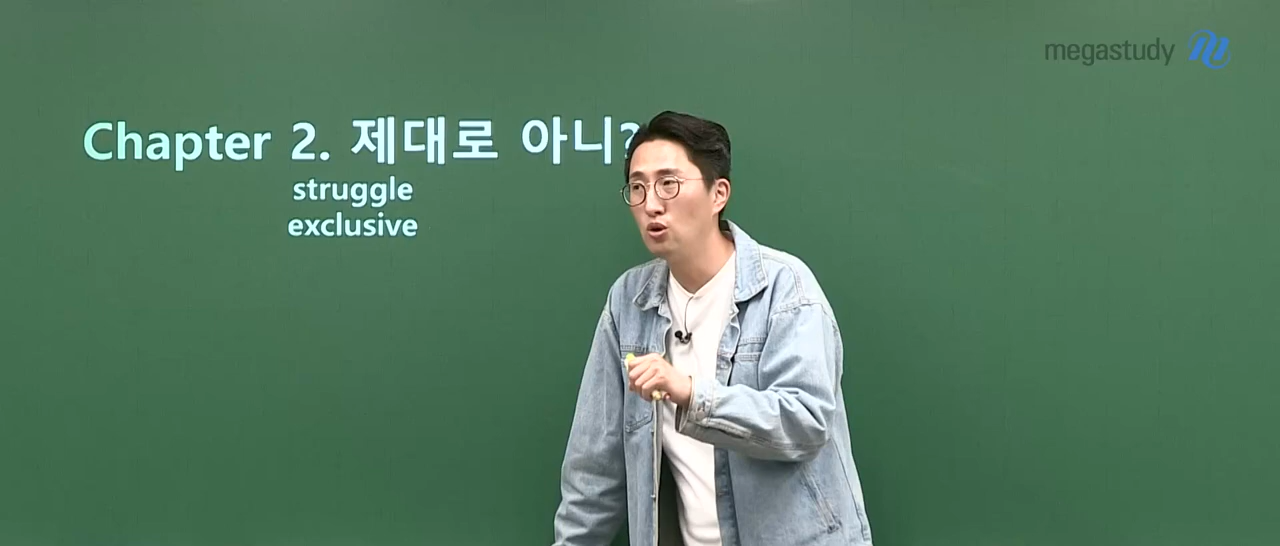 megastudy
Chapter 2. 제대로 아니?
struggle
exclusive